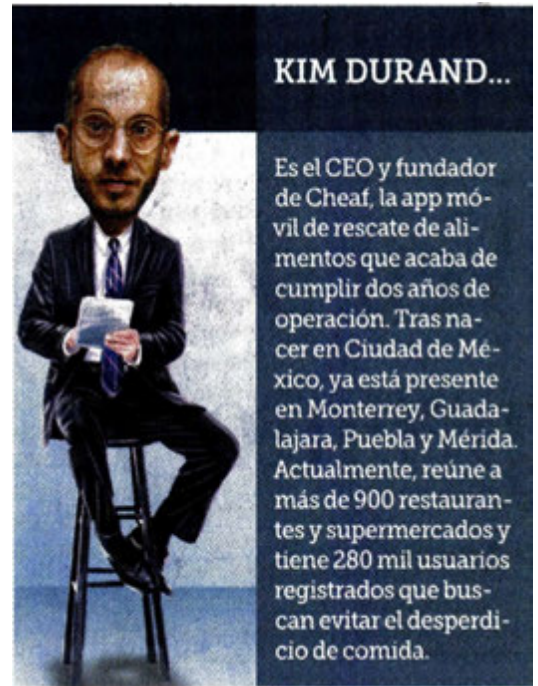 KIM DURAND...
Es el CEO y fundador
de Cheaf, la app mó-
vil de rescate de ali-
mentos que acaba de
cumplir dos años de
operación. Tras na-
cer en Ciudad de Mé-
xico, ya está presente
en Monterrey, Guada-
lajara, Puebla y Mérida.
Actualmente, reúne a
más de 900 restauran-
tes y supermercados y
tiene 280 mil usuarios
registrados que bus-
can evitar el desperdi-
cio de comida.